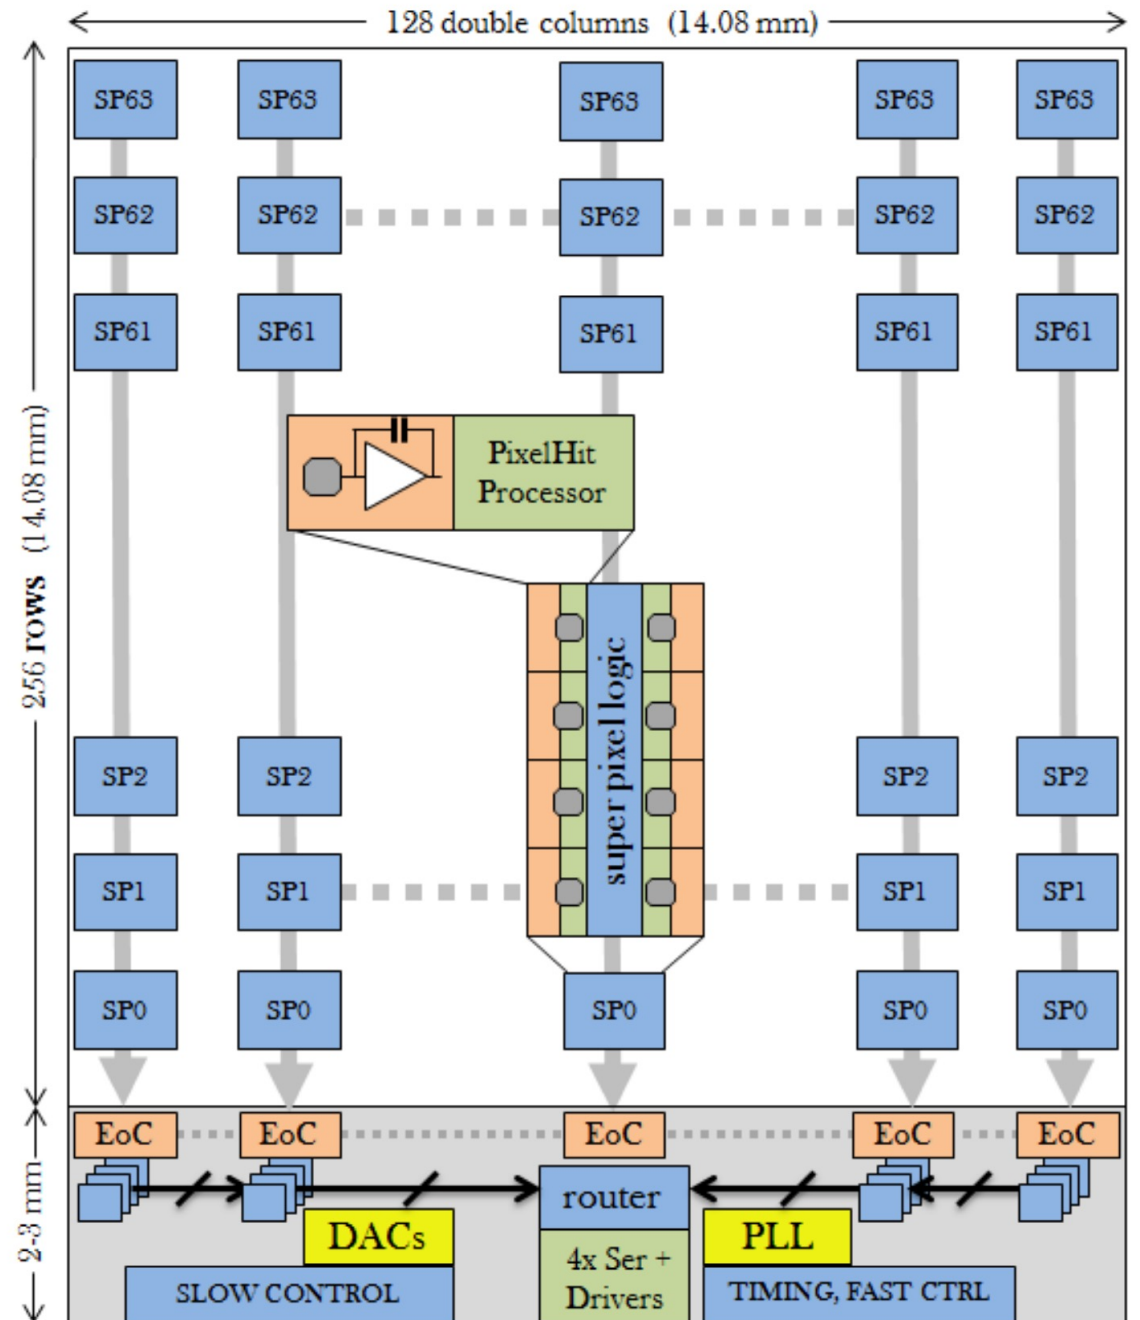 128 double columns (14.08 mm)
SP63 SP63 SP63 SP63 SP63
SP62 SP62 SP62 SP62 SP62
SP61 SP61 SP61 SP61 SP61
256 rows (14.08 mm)
PixelHit
Processor
super pixel logic
SP2 SP2 SP2 SP2
SP1 SP1 SP1 SP1
SP0 SP0 SP0 SP0 SP0
2-3 mm
EoC EoC EoC EoC EoC
router
DACs PLL
4x Ser +
Drivers
SLOW CONTROL TIMING, FAST CTRL